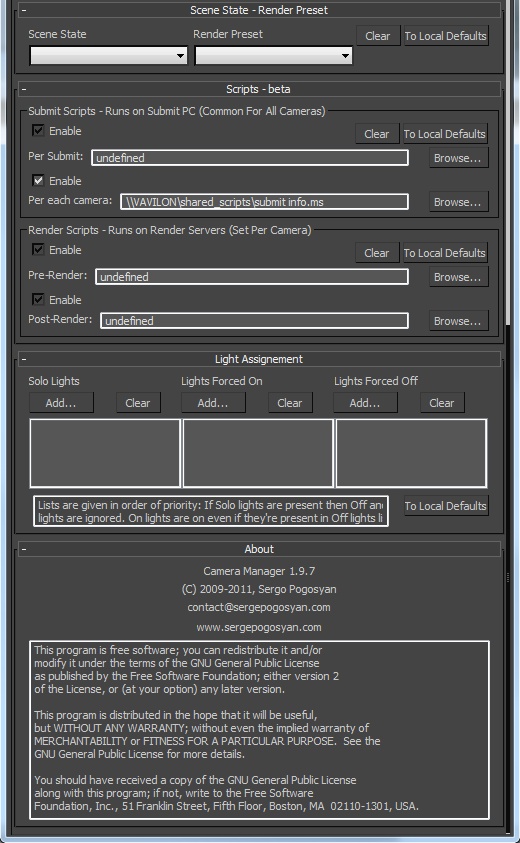 Scene State - Render Preset
Scene State
Render Preset
Clear
To Local Defaults
Scripts - beta
Submit Scripts - Runs on Submit PC (Common For All Cameras)
Enable
Clear
To Local Defaults
Per Submit:
undefined
Browse...
Enable
Per each camera:
\\VAVILON\shared_scripts\submit info.ms
Browse...
Render Scripts - Runs on Render Servers (Set Per Camera)
Enable
Clear
To Local Defaults
Pre-Render:
undefined
Browse...
Enable
Post-Render:
undefined
Browse...
Light Assignement
Solo Lights
Lights Forced On
Lights Forced Off
Add...
Clear
Add...
Clear
Add...
Clear
Lists are given in order of priority: If Solo lights are present then Off and
lights are ignored. On lights are on even if they're present in Off lights li
To Local Defaults
About
Camera Manager 1.9.7
(C) 2009-2011, Sergo Pogosyan
contact@sergepogosyan.com
www.sergepogosyan.com
This program is free software; you can redistribute it and/or
modify it under the terms of the GNU General Public License
as published by the Free Software Foundation; either version 2
of the License, or (at your option) any later version.
This program is distributed in the hope that it will be useful,
but WITHOUT ANY WARRANTY; without even the implied warranty of
MERCHANTABILITY or FITNESS FOR A PARTICULAR PURPOSE. See the
GNU General Public License for more details.
You should have received a copy of the GNU General Public License
along with this program; if not, write to the Free Software
Foundation, Inc., 51 Franklin Street, Fifth Floor, Boston, MA 02110-1301, USA.